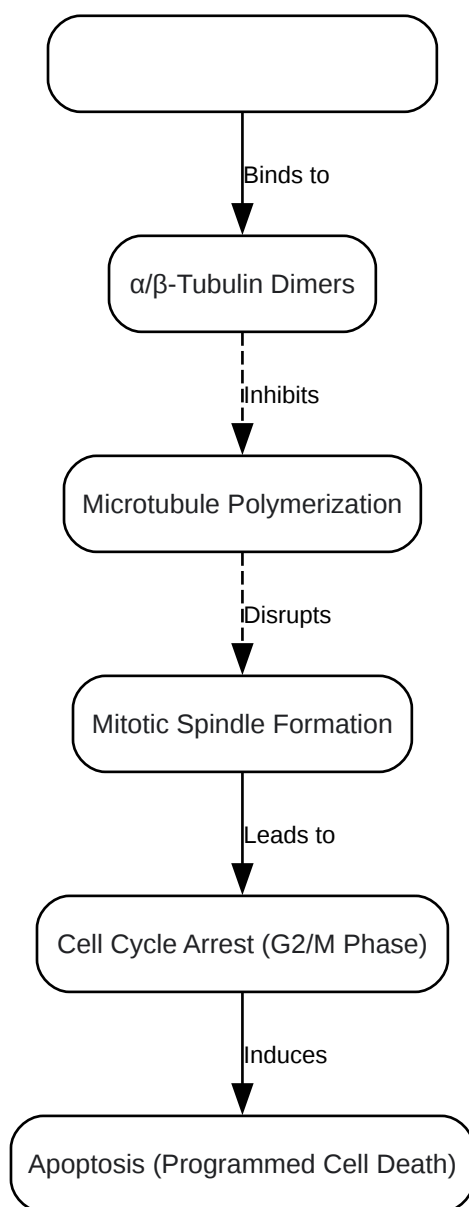 Binds to
α/β-Tubulin Dimers
Inhibits
Microtubule Polymerization
Disrupts
Mitotic Spindle Formation
Leads to
Cell Cycle Arrest (G2/M Phase)
Induces
Apoptosis (Programmed Cell Death)